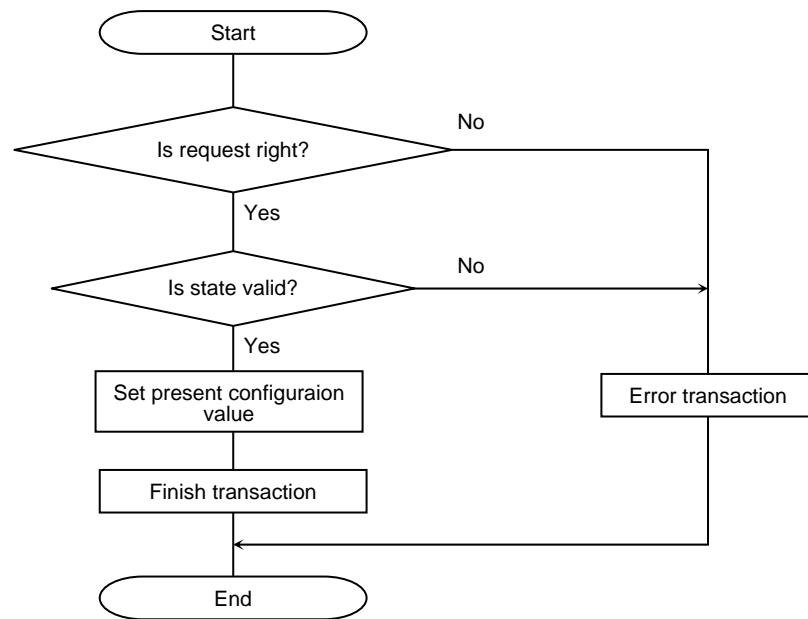 Start
No
Is request right?
Yes
No
Is state valid?
Yes
Set present configuraion
value
Error transaction
Finish transaction
End